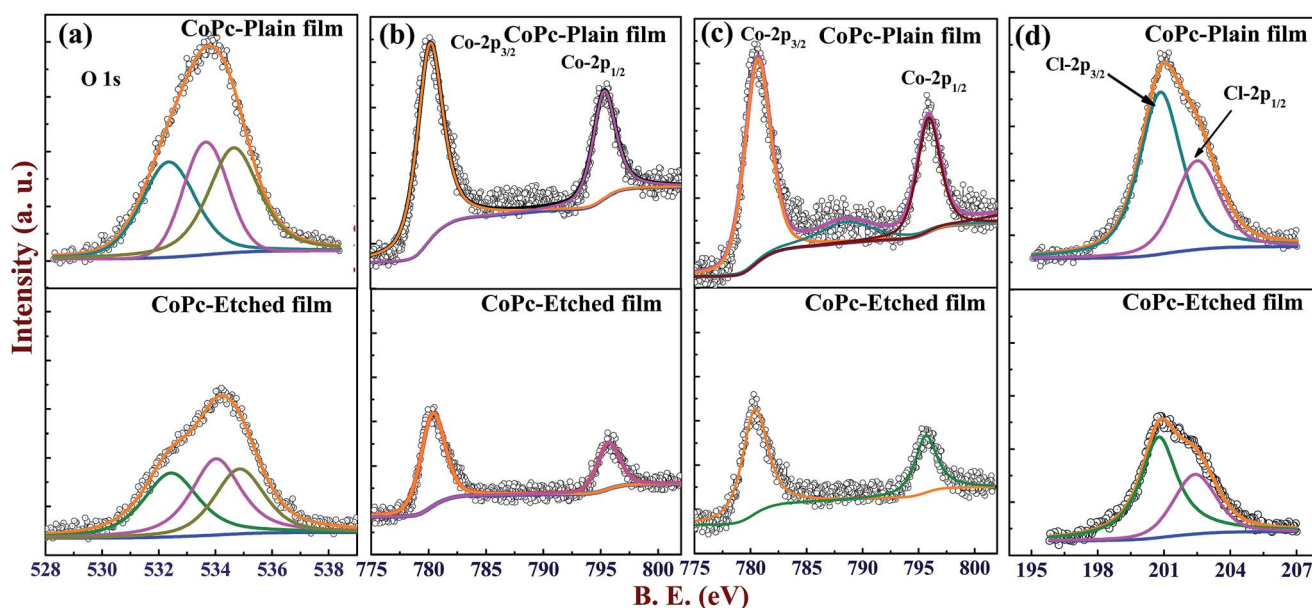 (a) CoPc-Plain film
O 1s
(b) CoPc-Plain film
Co-2p3/2
Co-2p1/2
(c) Co-2p3/2 CoPc-Plain film
Co-2p1/2
(d) CoPc-Plain film
Cl-2p3/2
Cl-2p1/2
Intensity (a. u.)
CoPc-Etched film
CoPc-Etched film
CoPc-Etched film
CoPc-Etched film
528 530 532 534 536 538
775 780 785 790 795 800
775 780 785 790 795 800
195 198 201 204 207
B. E. (eV)